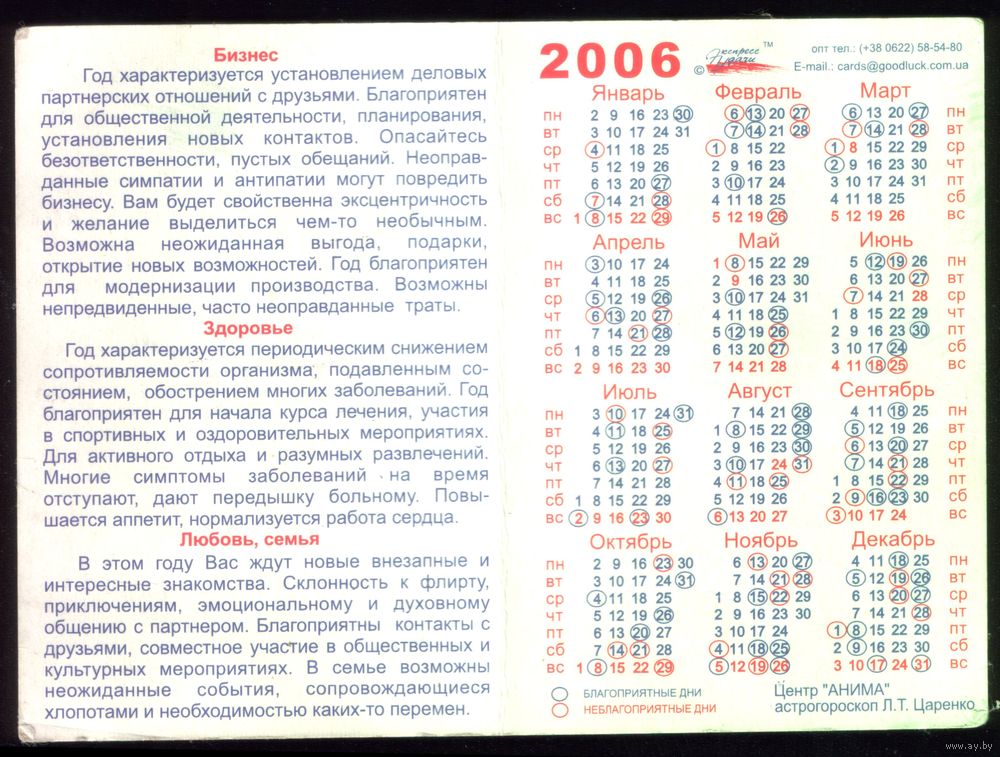 Бизнес
Год характеризуется установлением деловых
партнерских отношений с друзьями. Благоприятен
для общественной деятельности, планирования,
установления новых контактов. Опасайтесь
безответственности, пустых обещаний. Неоправ-
данные симпатии и антипатии могут повредить
бизнесу. Вам будет свойственна эксцентричность
и желание выделиться чем-то необычным.
Возможна неожиданная выгода, подарки,
открытие новых возможностей. Год благоприятен
для модернизации производства. Возможны
непредвиденные, часто неоправданные траты.
Здоровье
Год характеризуется периодическим снижением
сопротивляемости организма, подавленным со-
стоянием, обострением многих заболеваний. Год
благоприятен для начала курса лечения, участия
в спортивных и оздоровительных мероприятиях.
Для активного отдыха и разумных развлечений.
Многие симптомы заболеваний на время
отступают, дают передышку больному. Повы-
шается аппетит, нормализуется работа сердца.
Любовь, семья
В этом году Вас ждут новые внезапные и
интересные знакомства. Склонность к флирту,
приключениям, эмоциональному и духовному
общению с партнером. Благоприятны контакты с
друзьями, совместное участие в общественных и
культурных мероприятиях. В семье возможны
неожиданные события, сопровождающиеся
хлопотами и необходимостью каких-то перемен.
2006 © Экспресс Удачи ™
опт тел.: (+38 0622) 58-54-80
E-mail.: cards@goodluck.com.ua
Январь Февраль Март
пн 2 9 16 23 30 6 13 20 27 6 13 20 27 пн
вт 3 10 17 24 31 7 14 21 28 7 14 21 28 вт
ср 4 11 18 25 1 8 15 22 1 8 15 22 29 ср
чт 5 12 19 26 2 9 16 23 2 9 16 23 30 чт
пт 6 13 20 27 3 10 17 24 3 10 17 24 31 пт
сб 7 14 21 28 4 11 18 25 4 11 18 25 сб
вс 1 8 15 22 29 5 12 19 26 5 12 19 26 вс
Апрель Май Июнь
пн 3 10 17 24 1 8 15 22 29 5 12 19 26 пн
вт 4 11 18 25 2 9 16 23 30 6 13 20 27 вт
ср 5 12 19 26 3 10 17 24 31 7 14 21 28 ср
чт 6 13 20 27 4 11 18 25 1 8 15 22 29 чт
пт 7 14 21 28 5 12 19 26 2 9 16 23 30 пт
сб 1 8 15 22 29 6 13 20 27 3 10 17 24 сб
вс 2 9 16 23 30 7 14 21 28 4 11 18 25 вс
Июль Август Сентябрь
пн 3 10 17 24 31 7 14 21 28 4 11 18 25 пн
вт 4 11 18 25 1 8 15 22 29 5 12 19 26 вт
ср 5 12 19 26 2 9 16 23 30 6 13 20 27 ср
чт 6 13 20 27 3 10 17 24 31 7 14 21 28 чт
пт 7 14 21 28 4 11 18 25 1 8 15 22 29 пт
сб 1 8 15 22 29 5 12 19 26 2 9 16 23 30 сб
вс 2 9 16 23 30 6 13 20 27 3 10 17 24 вс
Октябрь Ноябрь Декабрь
пн 2 9 16 23 30 6 13 20 27 4 11 18 25 пн
вт 3 10 17 24 31 7 14 21 28 5 12 19 26 вт
ср 4 11 18 25 1 8 15 22 29 6 13 20 27 ср
чт 5 12 19 26 2 9 16 23 30 7 14 21 28 чт
пт 6 13 20 27 3 10 17 24 1 8 15 22 29 пт
сб 7 14 21 28 4 11 18 25 2 9 16 23 30 сб
вс 1 8 15 22 29 5 12 19 26 3 10 17 24 31 вс
БЛАГОПРИЯТНЫЕ ДНИ
НЕБЛАГОПРИЯТНЫЕ ДНИ
Центр "АНИМА"
астрогороскоп Л.Т. Царенко
www.ay.by